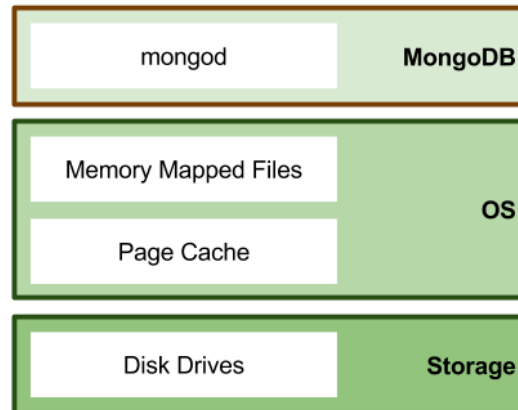 mongod
MongoDB
Memory Mapped Files
OS
Page Cache
Disk Drives
Storage